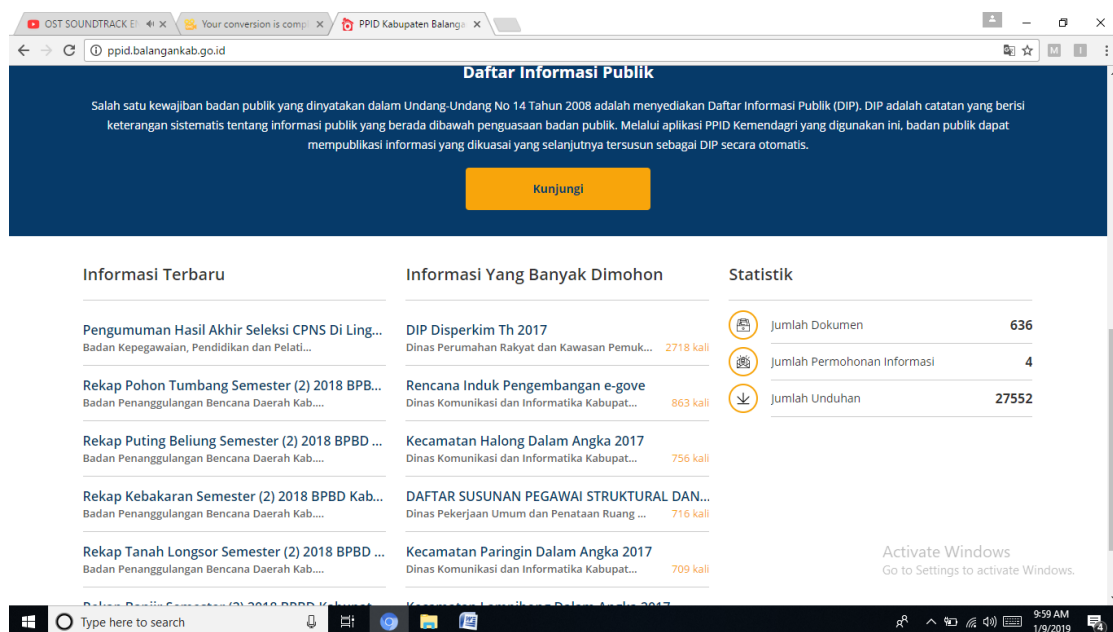 OST SOUNDTRACK E
Your conversion is comp
PPID Kabupaten Balanga
ppid.balangankab.go.id
Daftar Informasi Publik
Salah satu kewajiban badan publik yang dinyatakan dalam Undang-Undang No 14 Tahun 2008 adalah menyediakan Daftar Informasi Publik (DIP). DIP adalah catatan yang berisi
keterangan sistematis tentang informasi publik yang berada dibawah penguasaan badan publik. Melalui aplikasi PPID Kemendagri yang digunakan ini, badan publik dapat
mempublikasi informasi yang dikuasai yang selanjutnya tersusun sebagai DIP secara otomatis.
Kunjungi
Informasi Terbaru
Pengumuman Hasil Akhir Seleksi CPNS Di Ling...
Badan Kepegawaian, Pendidikan dan Pelati...
Rekap Pohon Tumbang Semester (2) 2018 BPB...
Badan Penanggulangan Bencana Daerah Kab....
Rekap Puting Beliung Semester (2) 2018 BPBD ...
Badan Penanggulangan Bencana Daerah Kab....
Rekap Kebakaran Semester (2) 2018 BPBD Kab...
Badan Penanggulangan Bencana Daerah Kab....
Rekap Tanah Longsor Semester (2) 2018 BPBD ...
Badan Penanggulangan Bencana Daerah Kab....
Informasi Yang Banyak Dimohon
DIP Disperkim Th 2017
Dinas Perumahan Rakyat dan Kawasan Pemuk... 2718 kali
Rencana Induk Pengembangan e-gove
Dinas Komunikasi dan Informatika Kabupat... 863 kali
Kecamatan Halong Dalam Angka 2017
Dinas Komunikasi dan Informatika Kabupat... 756 kali
DAFTAR SUSUNAN PEGAWAI STRUKTURAL DAN...
Dinas Pekerjaan Umum dan Penataan Ruang ... 716 kali
Kecamatan Paringin Dalam Angka 2017
Dinas Komunikasi dan Informatika Kabupat... 709 kali
Statistik
Jumlah Dokumen 636
Jumlah Permohonan Informasi 4
Jumlah Unduhan 27552
Activate Windows
Go to Settings to activate Windows.
Type here to search
9:59 AM
1/9/2019